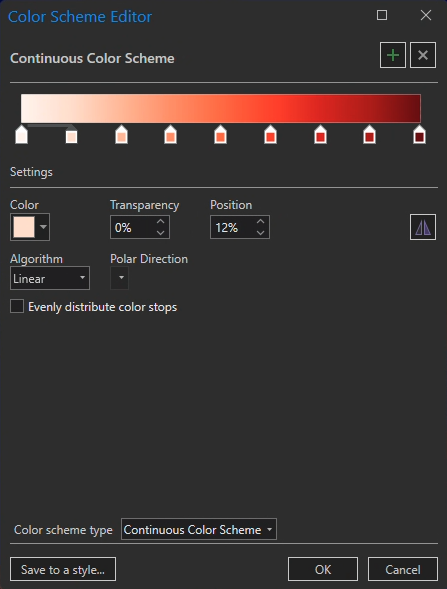 Color Scheme Editor
Continuous Color Scheme
Settings
Color Transparency Position
0% 12%
Algorithm Polar Direction
Linear
Evenly distribute color stops
Color scheme type Continuous Color Scheme
Save to a style... OK Cancel